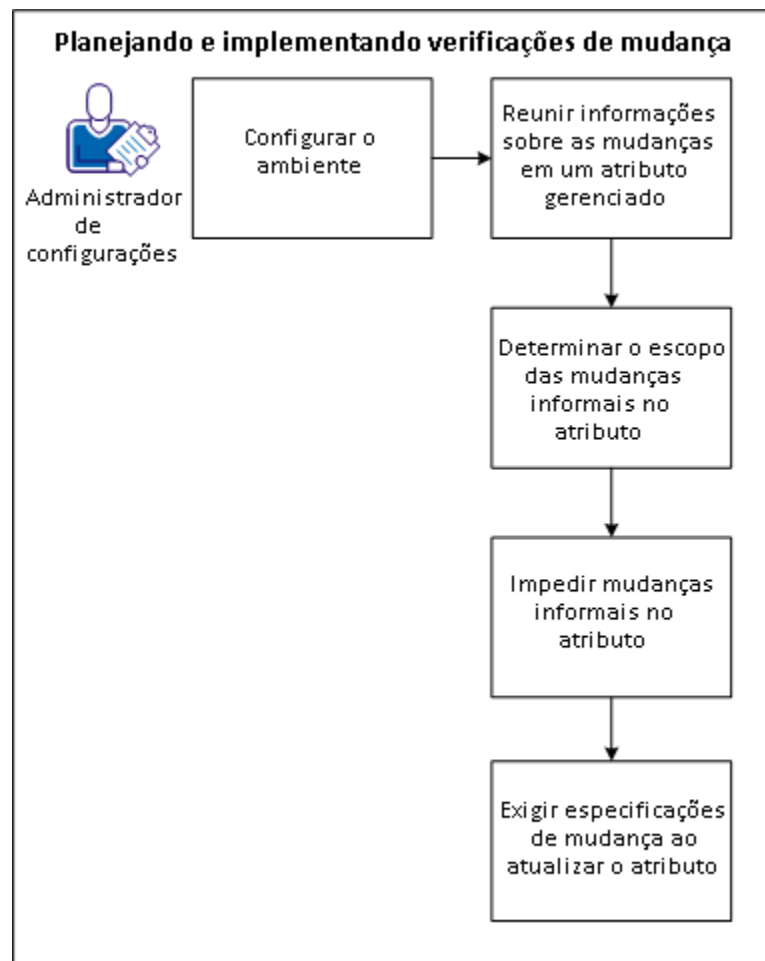 Planejando e implementando verificações de mudança
Administrador
de
configurações
Configurar o
ambiente
Reunir informações
sobre as mudanças
em um atributo
gerenciado
Determinar o escopo
das mudanças
informais no
atributo
Impedir mudanças
informais no
atributo
Exigir especificações
de mudança ao
atualizar o atributo